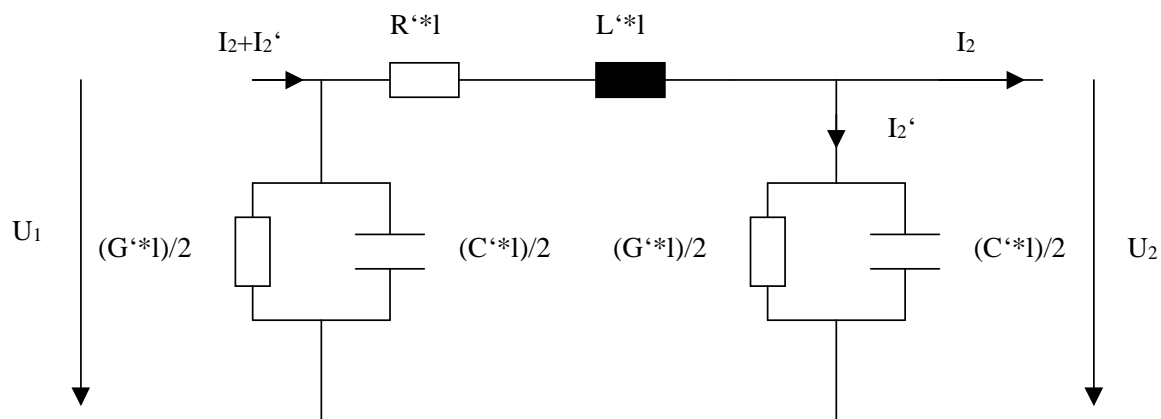 I₂+I₂‘
R‘*l
L‘*l
I₂
I₂‘
U₁
(G‘*l)/2
(C‘*l)/2
(G‘*l)/2
(C‘*l)/2
U₂